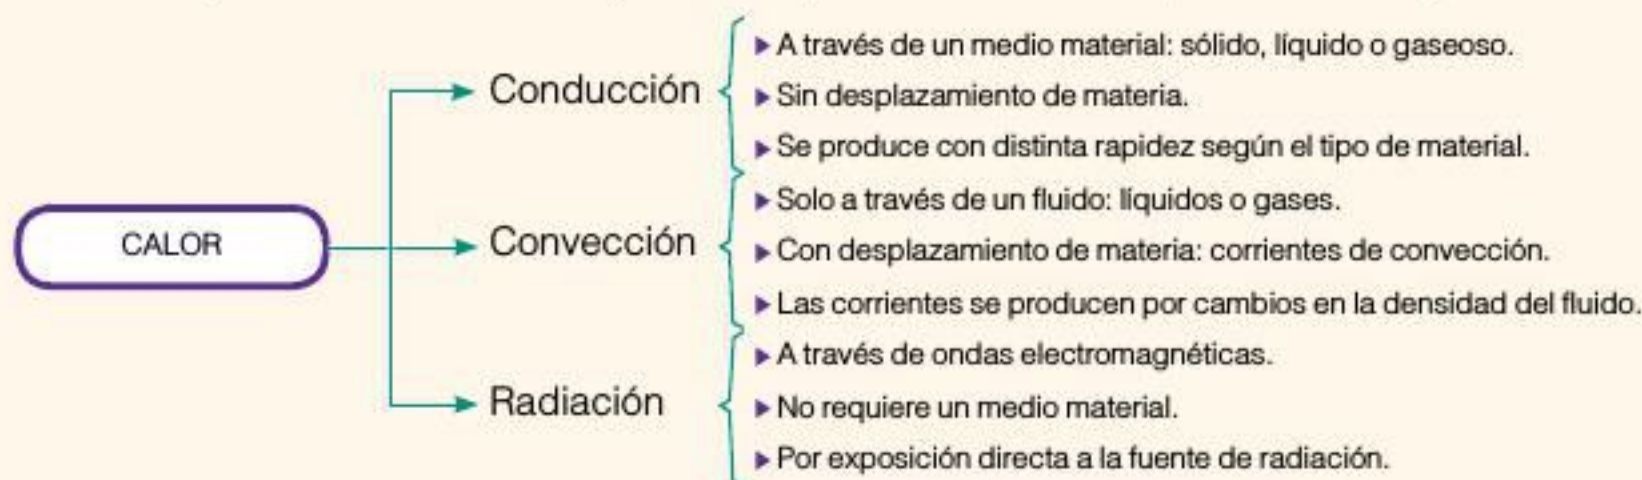 Conducción
A través de un medio material: sólido, líquido o gaseoso.
Sin desplazamiento de materia.
Se produce con distinta rapidez según el tipo de material.
CALOR
Convección
Solo a través de un fluido: líquidos o gases.
Con desplazamiento de materia: corrientes de convección.
Las corrientes se producen por cambios en la densidad del fluido.
Radiación
A través de ondas electromagnéticas.
No requiere un medio material.
Por exposición directa a la fuente de radiación.